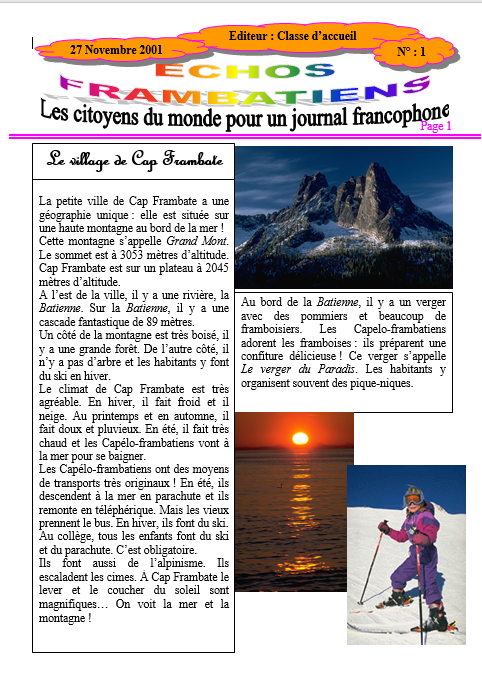 27 Novembre 2001
Editeur : Classe d’accueil
N° : 1
ECHOS
FRAMBATIENS
Les citoyens du monde pour un journal francophone
Page 1
Le village de Cap Frambate
La petite ville de Cap Frambate a une
géographie unique : elle est située sur
une haute montagne au bord de la mer !
Cette montagne s’appelle Grand Mont.
Le sommet est à 3053 mètres d’altitude.
Cap Frambate est sur un plateau à 2045
mètres d’altitude.
A l’est de la ville, il y a une rivière, la
Batienne. Sur la Batienne, il y a une
cascade fantastique de 89 mètres.
Un côté de la montagne est très boisé, il
y a une grande forêt. De l’autre côté, il
n’y a pas d’arbre et les habitants y font
du ski en hiver.
Le climat de Cap Frambate est très
agréable. En hiver, il fait froid et il
neige. Au printemps et en automne, il
fait doux et pluvieux. En été, il fait très
chaud et les Capélo-frambatiens vont à
la mer pour se baigner.
Les Capélo-frambatiens ont des moyens
de transports très originaux ! En été, ils
descendent à la mer en parachute et ils
remonte en téléphérique. Mais les vieux
prennent le bus. En hiver, ils font du ski.
Au collège, tous les enfants font du ski
et du parachute. C’est obligatoire.
Ils font aussi de l’alpinisme. Ils
escaladent les cimes. À Cap Frambate le
lever et le coucher du soleil sont
magnifiques… On voit la mer et la
montagne !
Au bord de la Batienne, il y a un verger
avec des pommiers et beaucoup de
framboisiers. Les Capelo-frambatiens
adorent les framboises : ils préparent une
confiture délicieuse ! Ce verger s’appelle
Le verger du Paradis. Les habitants y
organisent souvent des pique-niques.